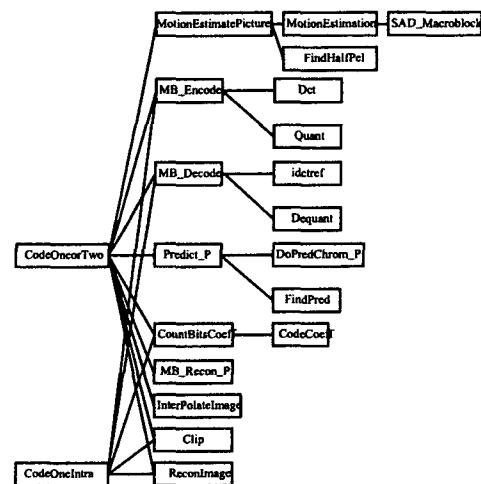 MotionEstimatePicture MotionEstimation SAD_Macroblock
FindHalfPel
MB_Encode Dct
Quant
MB_Decode idctref
Dequant
CodeOneorTwo Predict_P DoPredChrom_P
FindPred
CountBitsCoeff CodeCoeff
MB_Recon_P
InterPolateImage
Clip
CodeOneIntra ReconImage